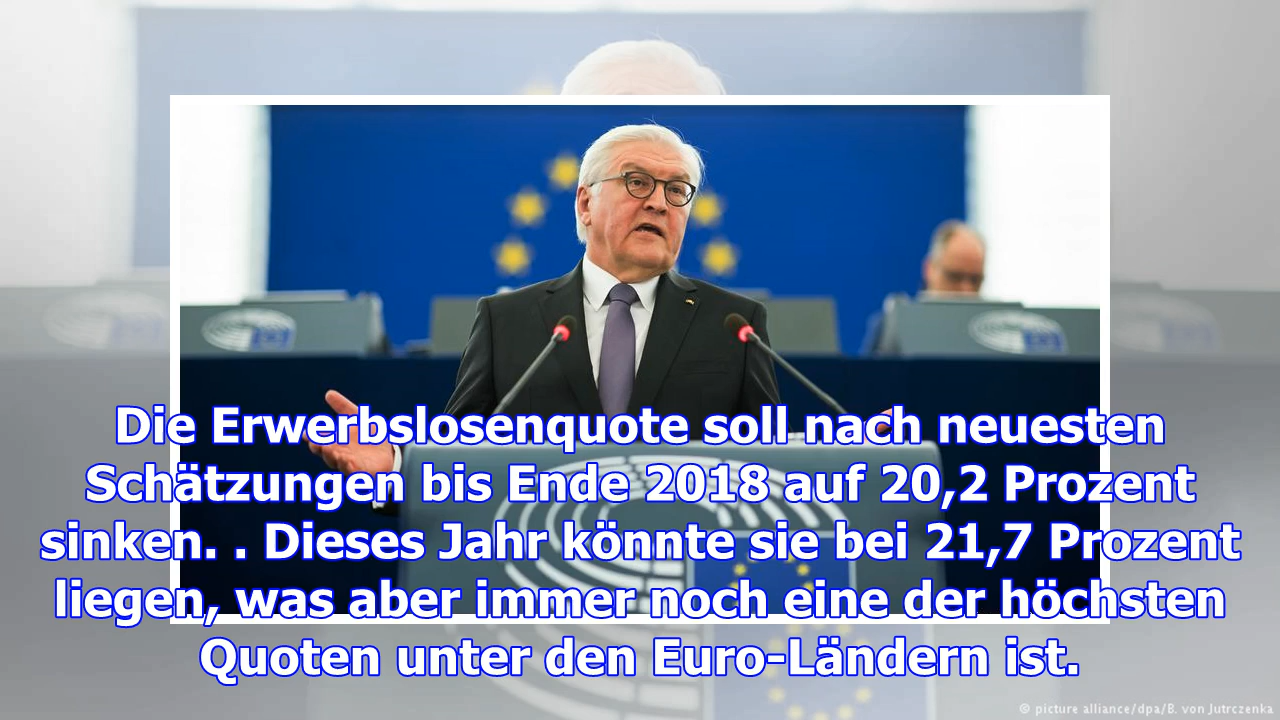 Die Erwerbslosenquote soll nach neuesten
Schätzungen bis Ende 2018 auf 20,2 Prozent
sinken. . Dieses Jahr könnte sie bei 21,7 Prozent
liegen, was aber immer noch eine der höchsten
Quoten unter den Euro-Ländern ist.
© picture alliance/dpa/B. von Jutrczenka